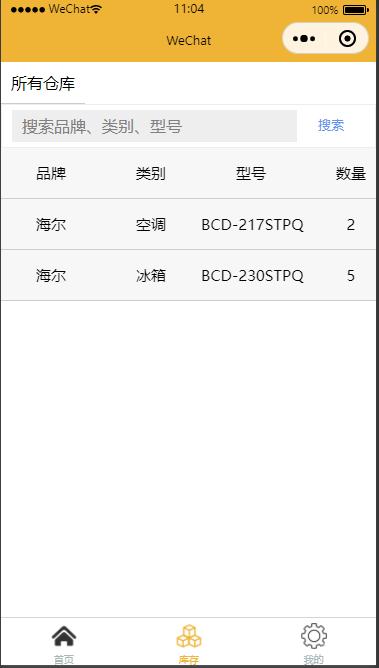 WeChat 11:04 100%
WeChat
所有仓库
搜索品牌、类别、型号 搜索
品牌 类别 型号 数量
海尔 空调 BCD-217STPQ 2
海尔 冰箱 BCD-230STPQ 5
首页 库存 我的